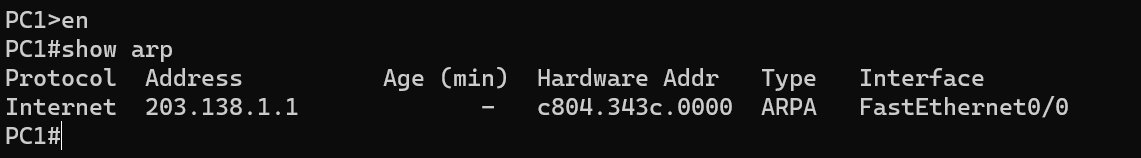 PC1>en
PC1#show arp
Protocol  Address          Age (min)  Hardware Addr   Type   Interface
Internet  203.138.1.1             -   c804.343c.0000  ARPA   FastEthernet0/0
PC1#